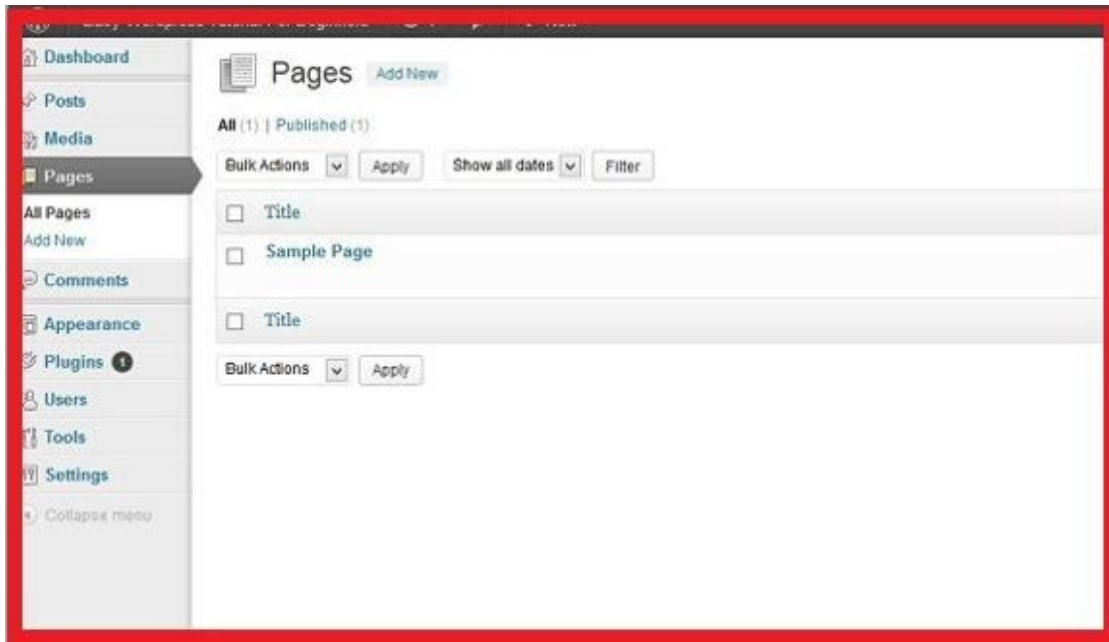 Dashboard
Posts
Media
Pages
All Pages
Add New
Comments
Appearance
Plugins 1
Users
Tools
Settings
Collapse menu
Pages Add New
All (1) | Published (1)
Bulk Actions Apply Show all dates Filter
Title
Sample Page
Title
Bulk Actions Apply